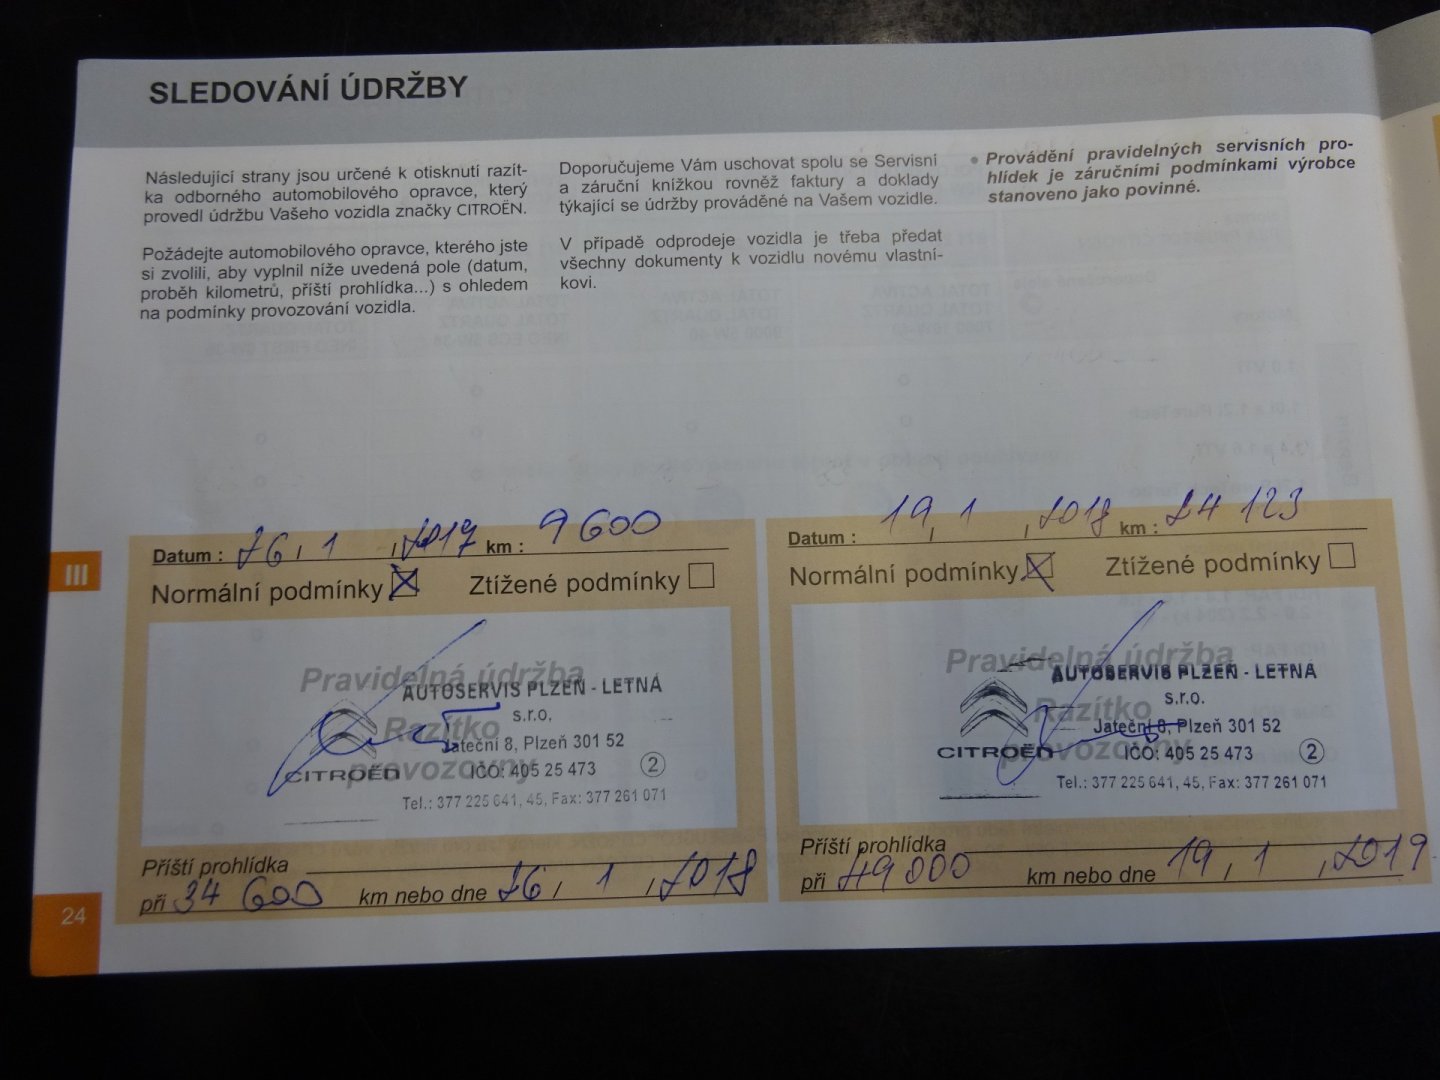 SLEDOVÁNÍ ÚDRŽBY
Následující strany jsou určené k otisknutí razít-
ka odborného automobilového opravce, který
provedl údržbu Vašeho vozidla značky CITROËN.
Požádejte automobilového opravce, kterého jste
si zvolili, aby vyplnil níže uvedená pole (datum,
proběh kilometrů, příští prohlídka...) s ohledem
na podmínky provozování vozidla.
Doporučujeme Vám uschovat spolu se Servisní
a záruční knížkou rovněž faktury a doklady
týkající se údržby prováděné na Vašem vozidle.
V případě odprodeje vozidla je třeba předat
všechny dokumenty k vozidlu novému vlastní-
kovi.
• Provádění pravidelných servisních pro-
hlídek je záručními podmínkami výrobce
stanoveno jako povinné.
III
Datum : 26, 1, 2017 km : 9 600
Normální podmínky Ztížené podmínky
Pravidelná údržba
Razítko
provozovny
AUTOSERVIS PLZEŇ - LETNÁ
s.r.o.
Jateční 8, Plzeň 301 52
CITROËN IČO: 405 25 473 2
Tel.: 377 225 641, 45, Fax: 377 261 071
Příští prohlídka
při 34 600 km nebo dne 26, 1, 2018
Datum : 19, 1, 2018 km : 24 123
Normální podmínky Ztížené podmínky
Pravidelná údržba
Razítko
provozovny
AUTOSERVIS PLZEŇ - LETNÁ
s.r.o.
Jateční 8, Plzeň 301 52
CITROËN IČO: 405 25 473 2
Tel.: 377 225 641, 45, Fax: 377 261 071
Příští prohlídka
při 49 000 km nebo dne 19, 1, 2019
24